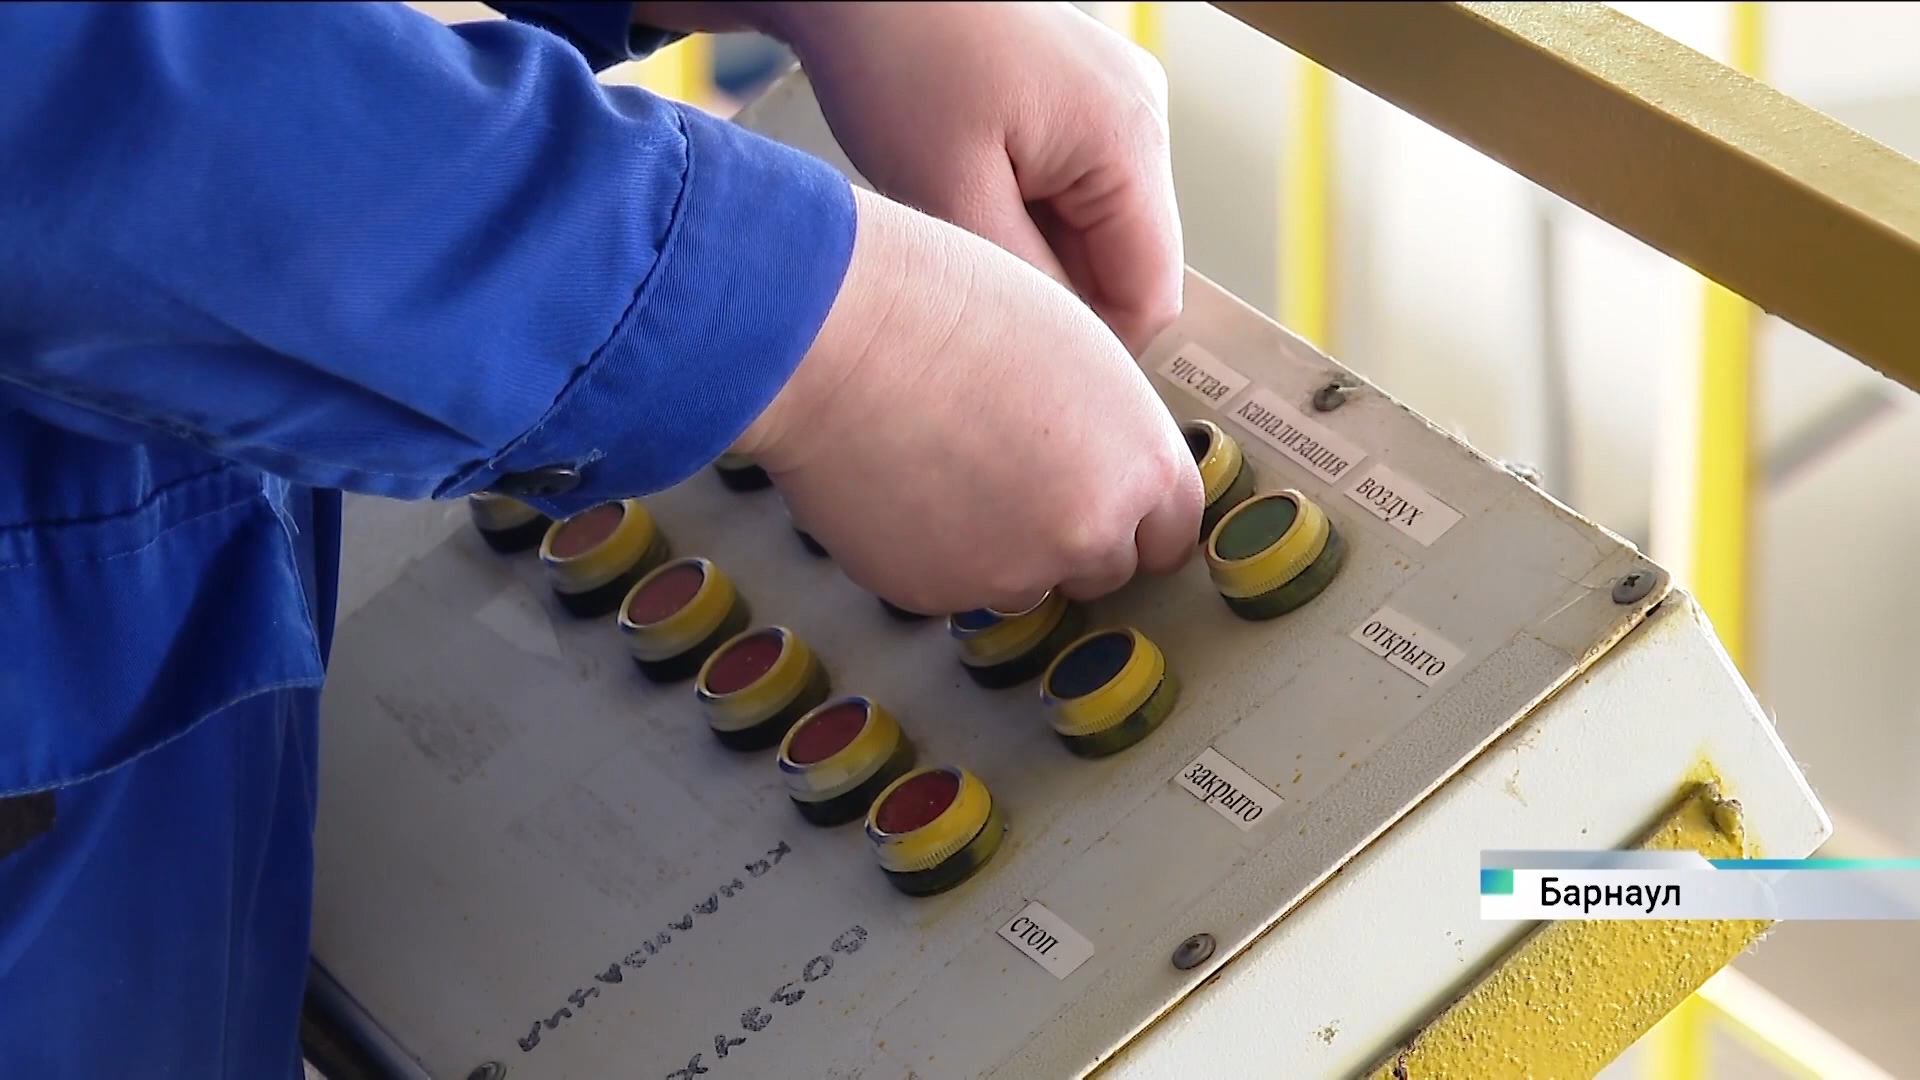 чистая
канализация
воздух
открыто
закрыто
стоп
канализация
воздух
Барнаул